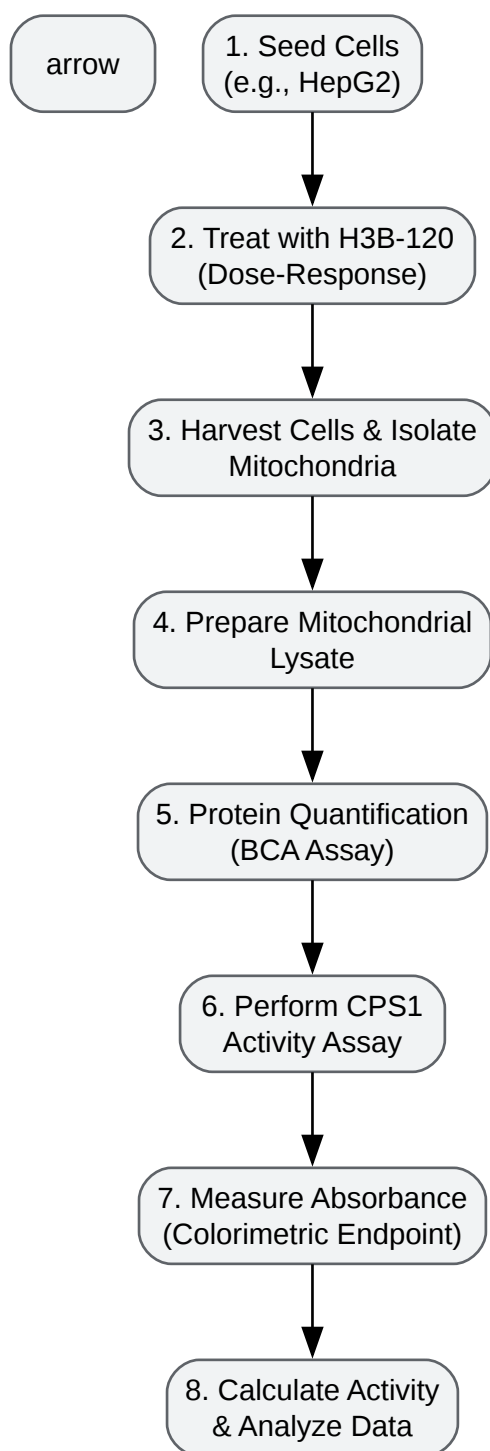 arrow
1. Seed Cells
(e.g., HepG2)
2. Treat with H3B-120
(Dose-Response)
3. Harvest Cells & Isolate
Mitochondria
4. Prepare Mitochondrial
Lysate
5. Protein Quantification
(BCA Assay)
6. Perform CPS1
Activity Assay
7. Measure Absorbance
(Colorimetric Endpoint)
8. Calculate Activity
& Analyze Data